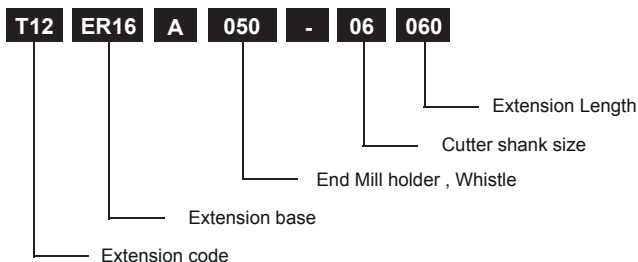 T12 ER16 A 050 - 06 060
Extension Length
Cutter shank size
End Mill holder , Whistle
Extension base
Extension code